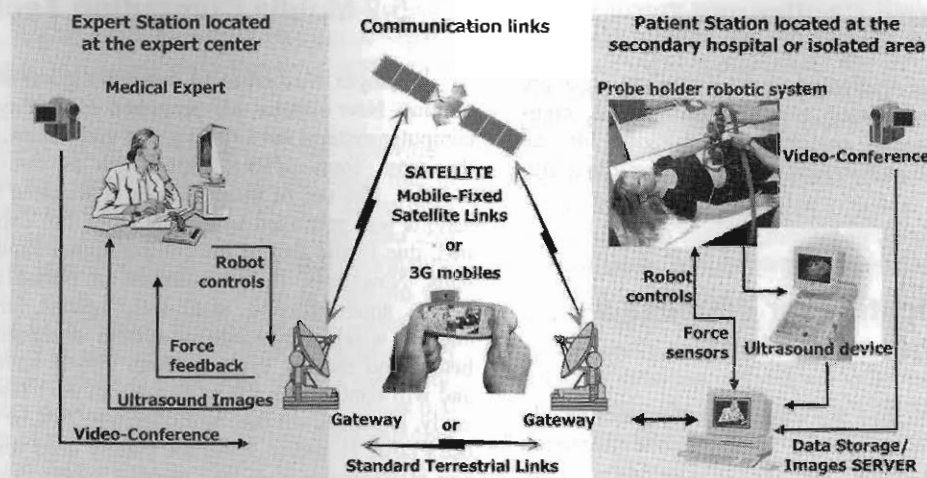 Expert Station located
at the expert center
Medical Expert
Robot
controls
Force
feedback
Ultrasound Images
Video-Conference
Communication links
SATELLITE
Mobile-Fixed
Satellite Links
or
3G mobiles
Gateway
or
Gateway
Standard Terrestrial Links
Patient Station located at the
secondary hospital or isolated area
Probe holder robotic system
Video-Conference
Robot
controls
Force
sensors
Ultrasound device
Data Storage/
Images SERVER